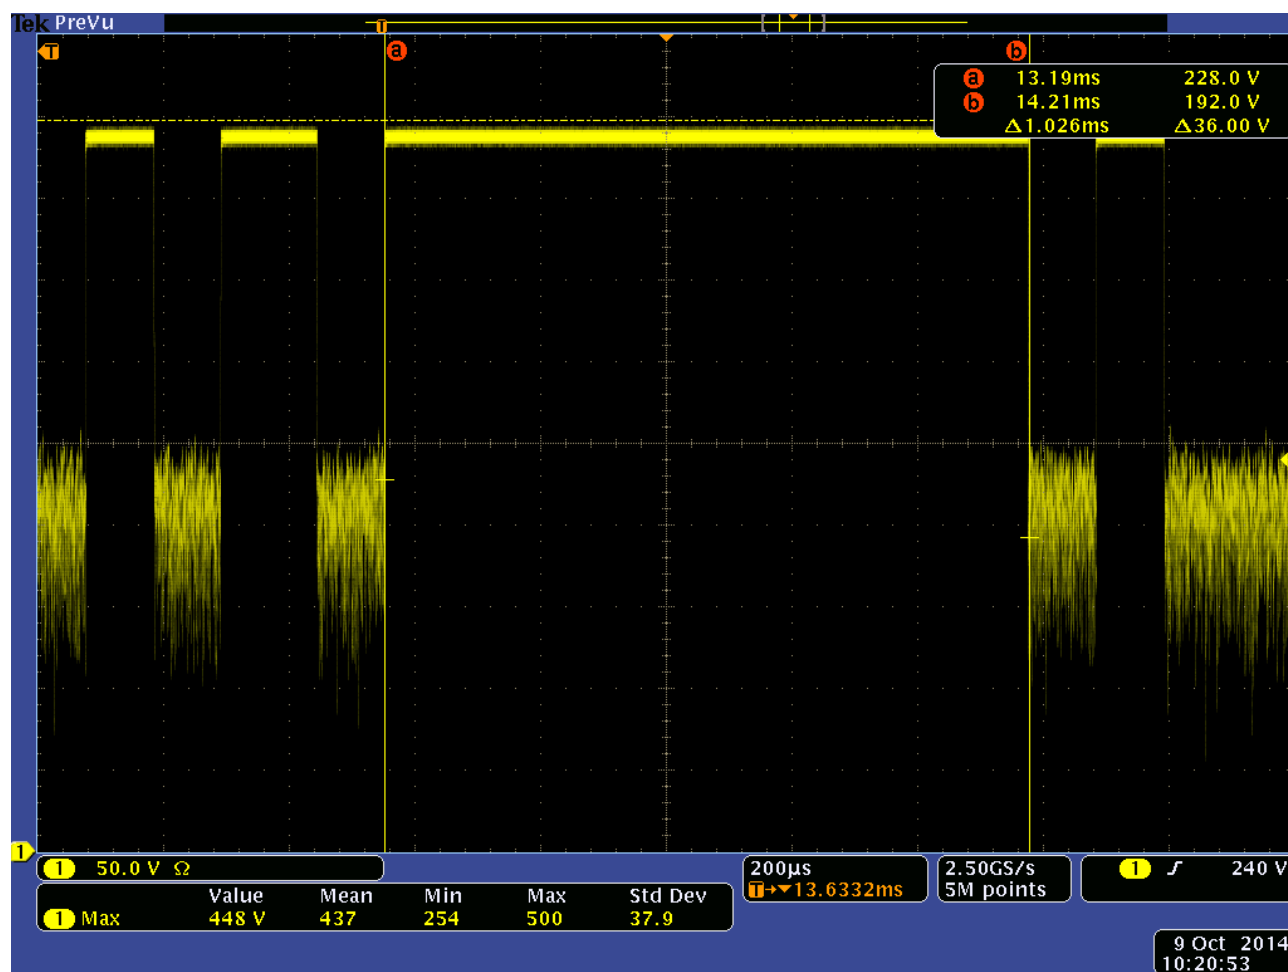 Tek PreVu
T
T
a
b
a 13.19ms 228.0 V
b 14.21ms 192.0 V
Δ1.026ms Δ36.00 V
1
1 50.0 V Ω
Value Mean Min Max Std Dev
1 Max 448 V 437 254 500 37.9
200µs
T→▼13.6332ms
2.50GS/s
5M points
1 ∫ 240 V
9 Oct 2014
10:20:53